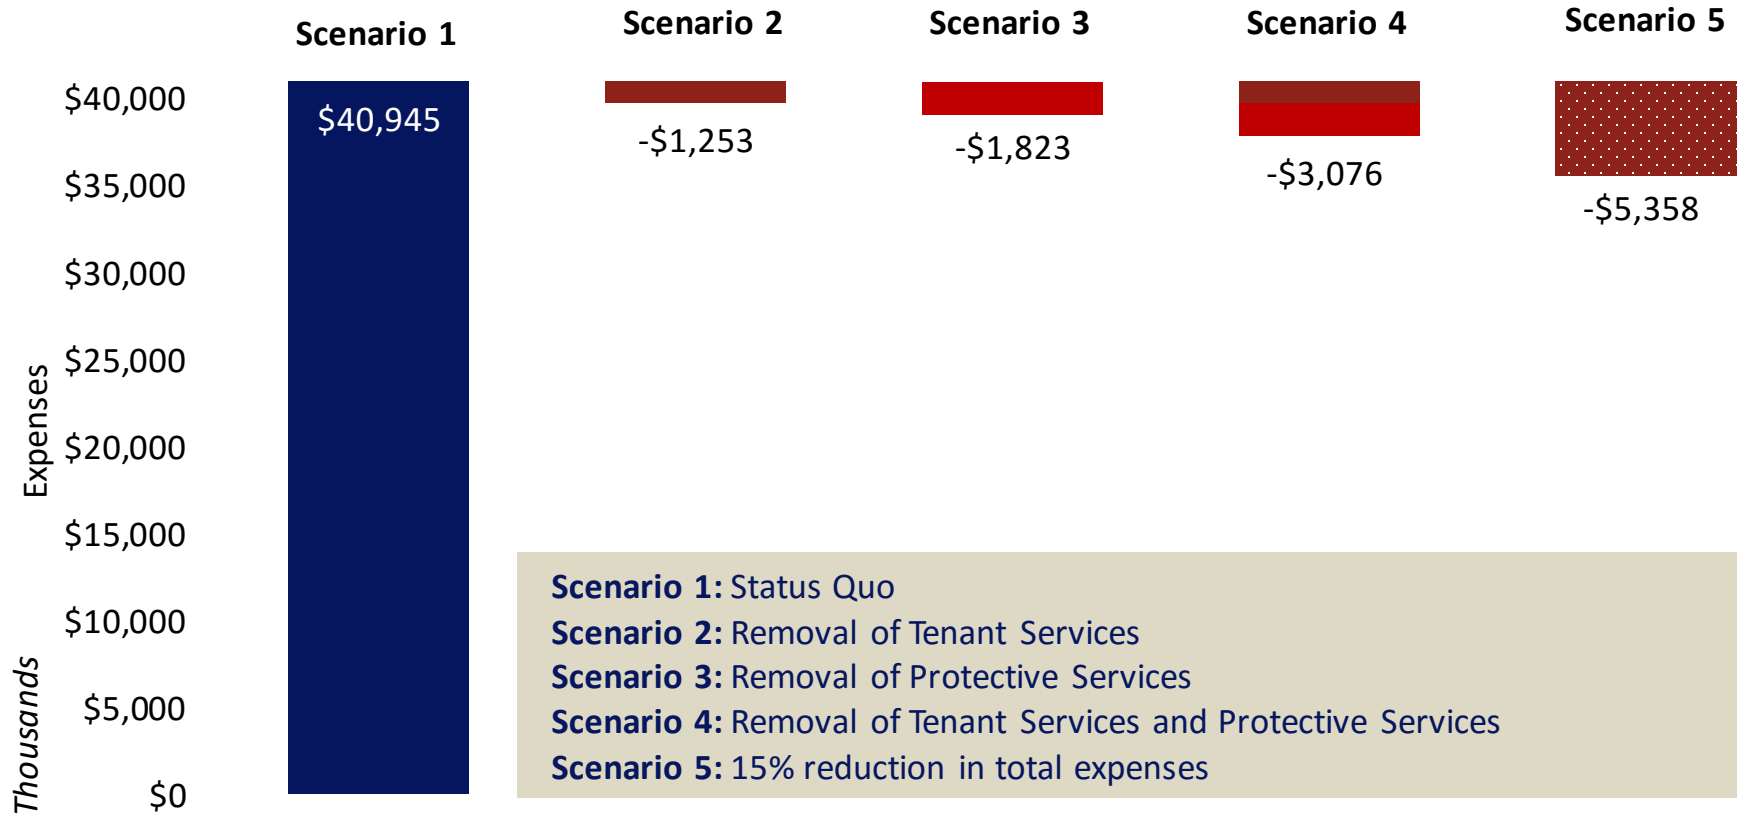 Scenario 1
Scenario 2
Scenario 3
Scenario 4
Scenario 5
$40,000
$35,000
$30,000
$25,000
$20,000
$15,000
$10,000
$5,000
$0
Expenses
Thousands
$40,945
-$1,253
-$1,823
-$3,076
-$5,358
Scenario 1: Status Quo
Scenario 2: Removal of Tenant Services
Scenario 3: Removal of Protective Services
Scenario 4: Removal of Tenant Services and Protective Services
Scenario 5: 15% reduction in total expenses